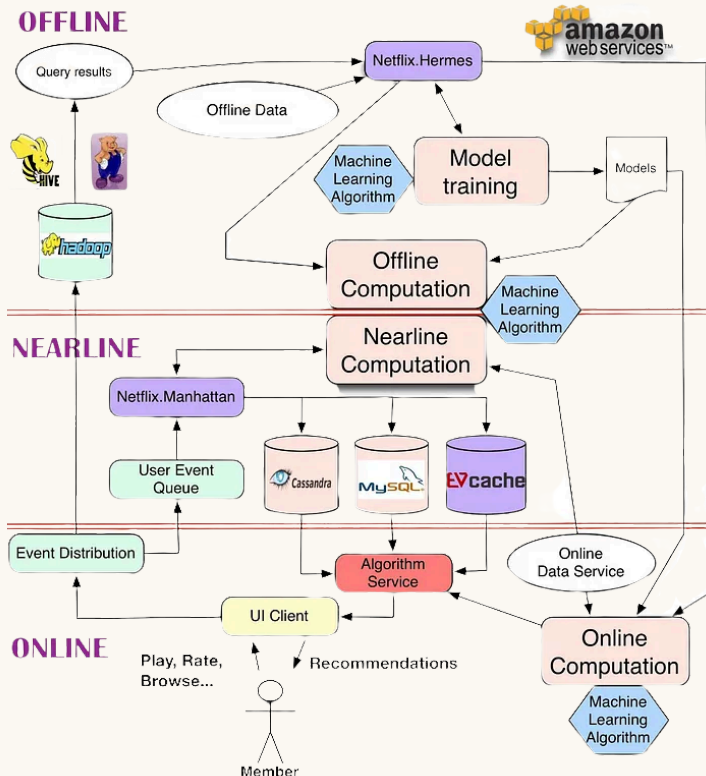 OFFLINE
amazon
web services™
Query results
Netflix.Hermes
Offline Data
HIVE
Machine
Learning
Algorithm
Model
training
Models
hadoop
Offline
Computation
Machine
Learning
Algorithm
NEARLINE
Nearline
Computation
Netflix.Manhattan
User Event
Queue
Cassandra
MySQL
EVcache
Event Distribution
Algorithm
Service
Online
Data Service
UI Client
ONLINE
Play, Rate,
Browse...
Recommendations
Online
Computation
Machine
Learning
Algorithm
Member